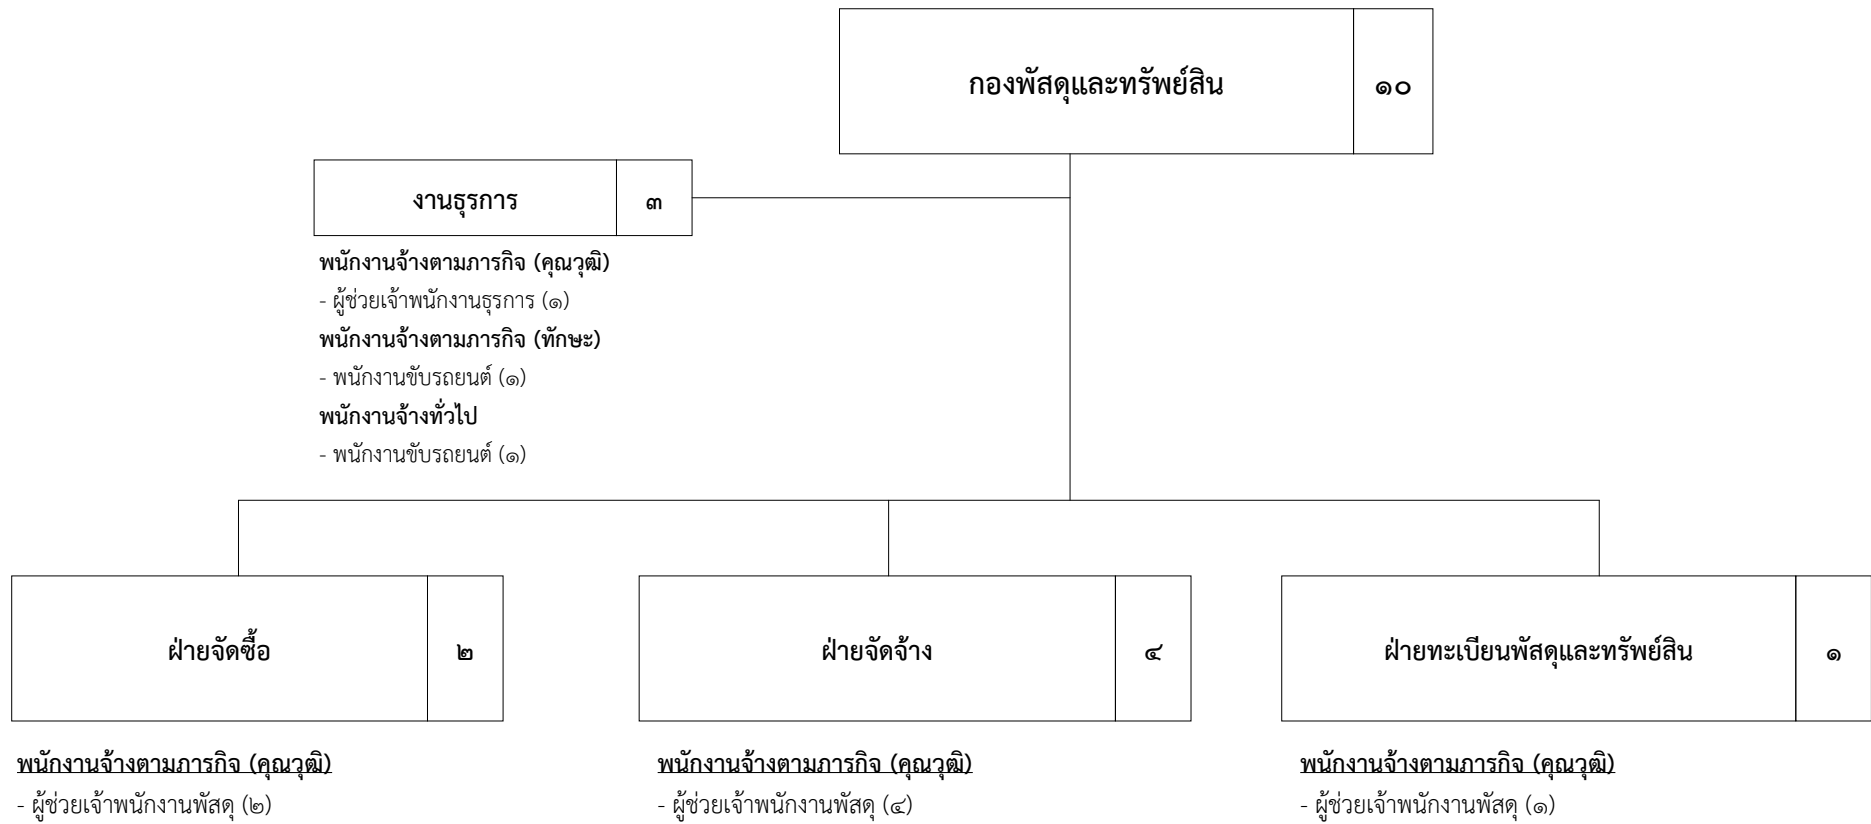 กองพัสดุและทรัพย์สิน ๑๐
งานธุรการ ๓
พนักงานจ้างตามภารกิจ (คุณวุฒิ)
- ผู้ช่วยเจ้าพนักงานธุรการ (๑)
พนักงานจ้างตามภารกิจ (ทักษะ)
- พนักงานขับรถยนต์ (๑)
พนักงานจ้างทั่วไป
- พนักงานขับรถยนต์ (๑)
ฝ่ายจัดซื้อ ๒
พนักงานจ้างตามภารกิจ (คุณวุฒิ)
- ผู้ช่วยเจ้าพนักงานพัสดุ (๒)
ฝ่ายจัดจ้าง ๔
พนักงานจ้างตามภารกิจ (คุณวุฒิ)
- ผู้ช่วยเจ้าพนักงานพัสดุ (๔)
ฝ่ายทะเบียนพัสดุและทรัพย์สิน ๑
พนักงานจ้างตามภารกิจ (คุณวุฒิ)
- ผู้ช่วยเจ้าพนักงานพัสดุ (๑)